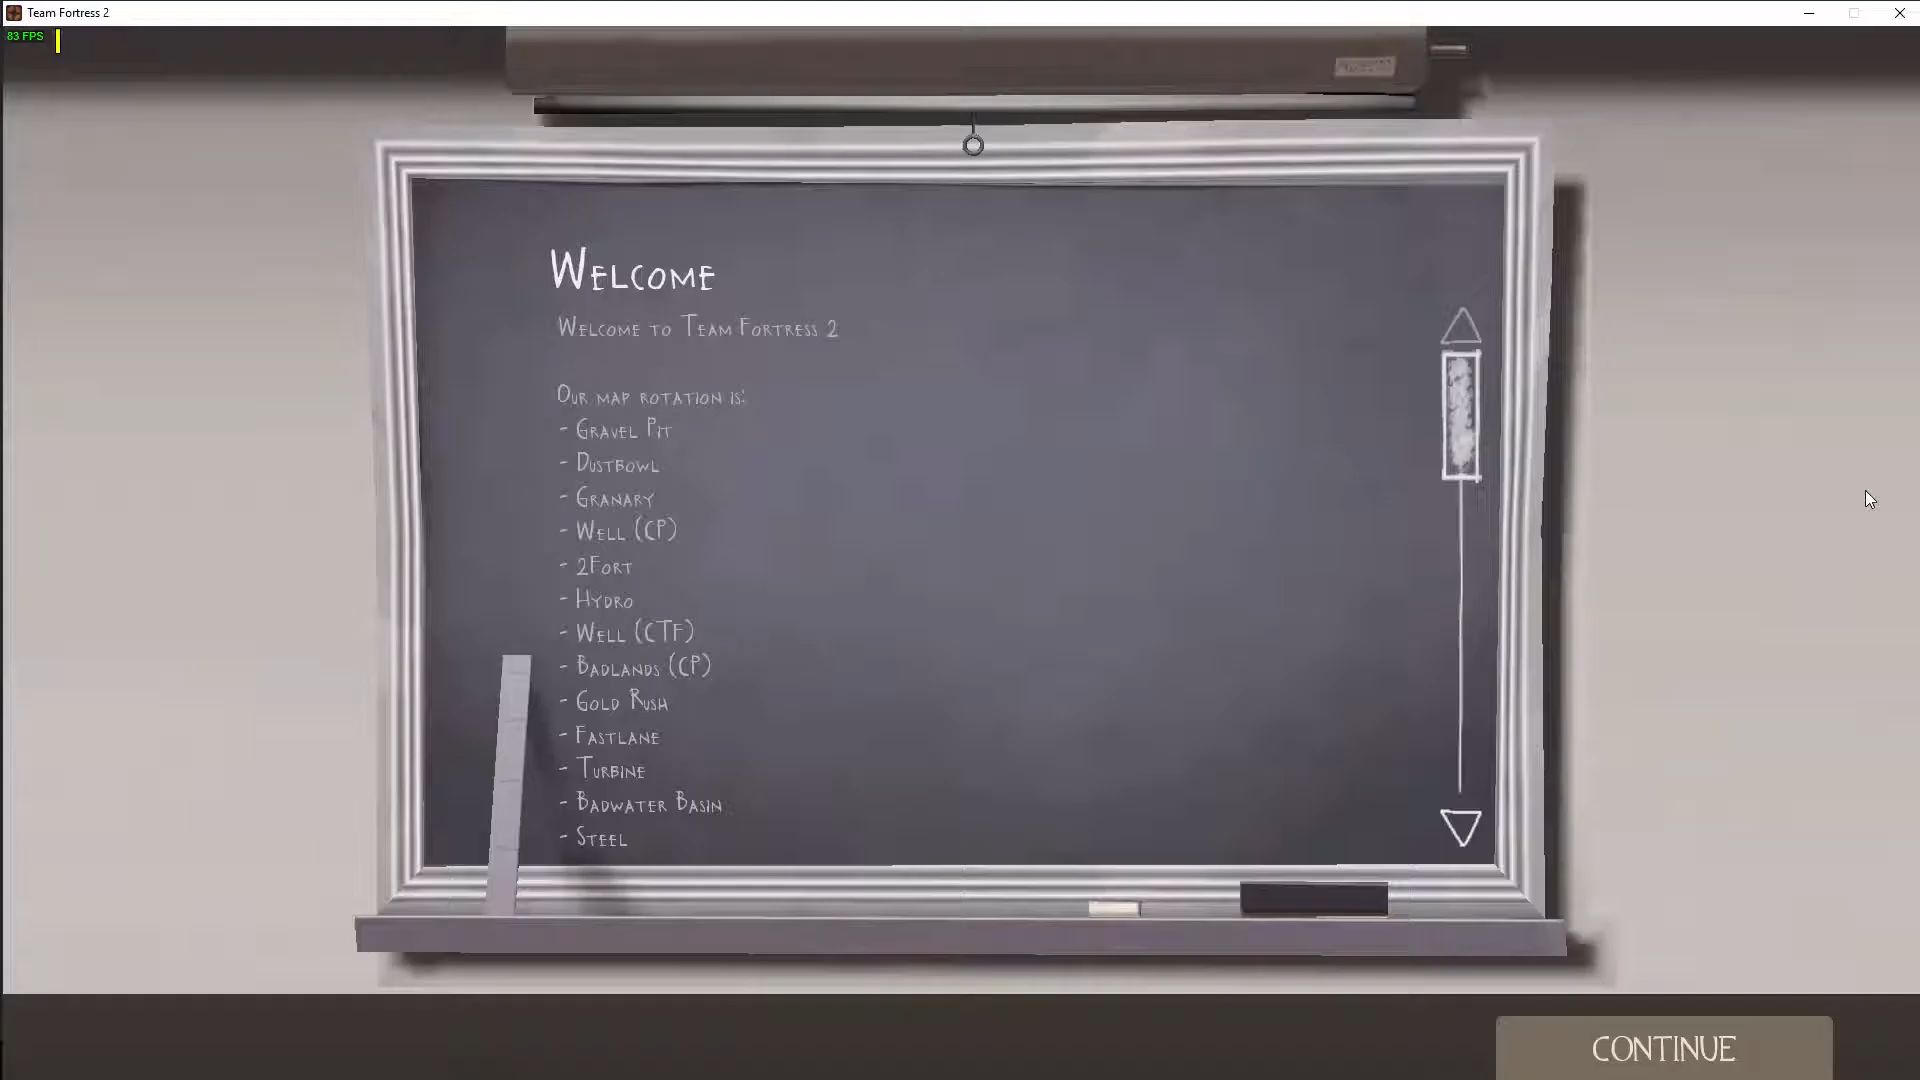 Team Fortress 2
83 FPS
WELCOME
WELCOME TO TEAM FORTRESS 2
OUR MAP ROTATION IS:
- GRAVEL PIT
- DUSTBOWL
- GRANARY
- WELL (CP)
- 2FORT
- HYDRO
- WELL (CTF)
- BADLANDS (CP)
- GOLD RUSH
- FASTLANE
- TURBINE
- BADWATER BASIN
- STEEL
CONTINUE